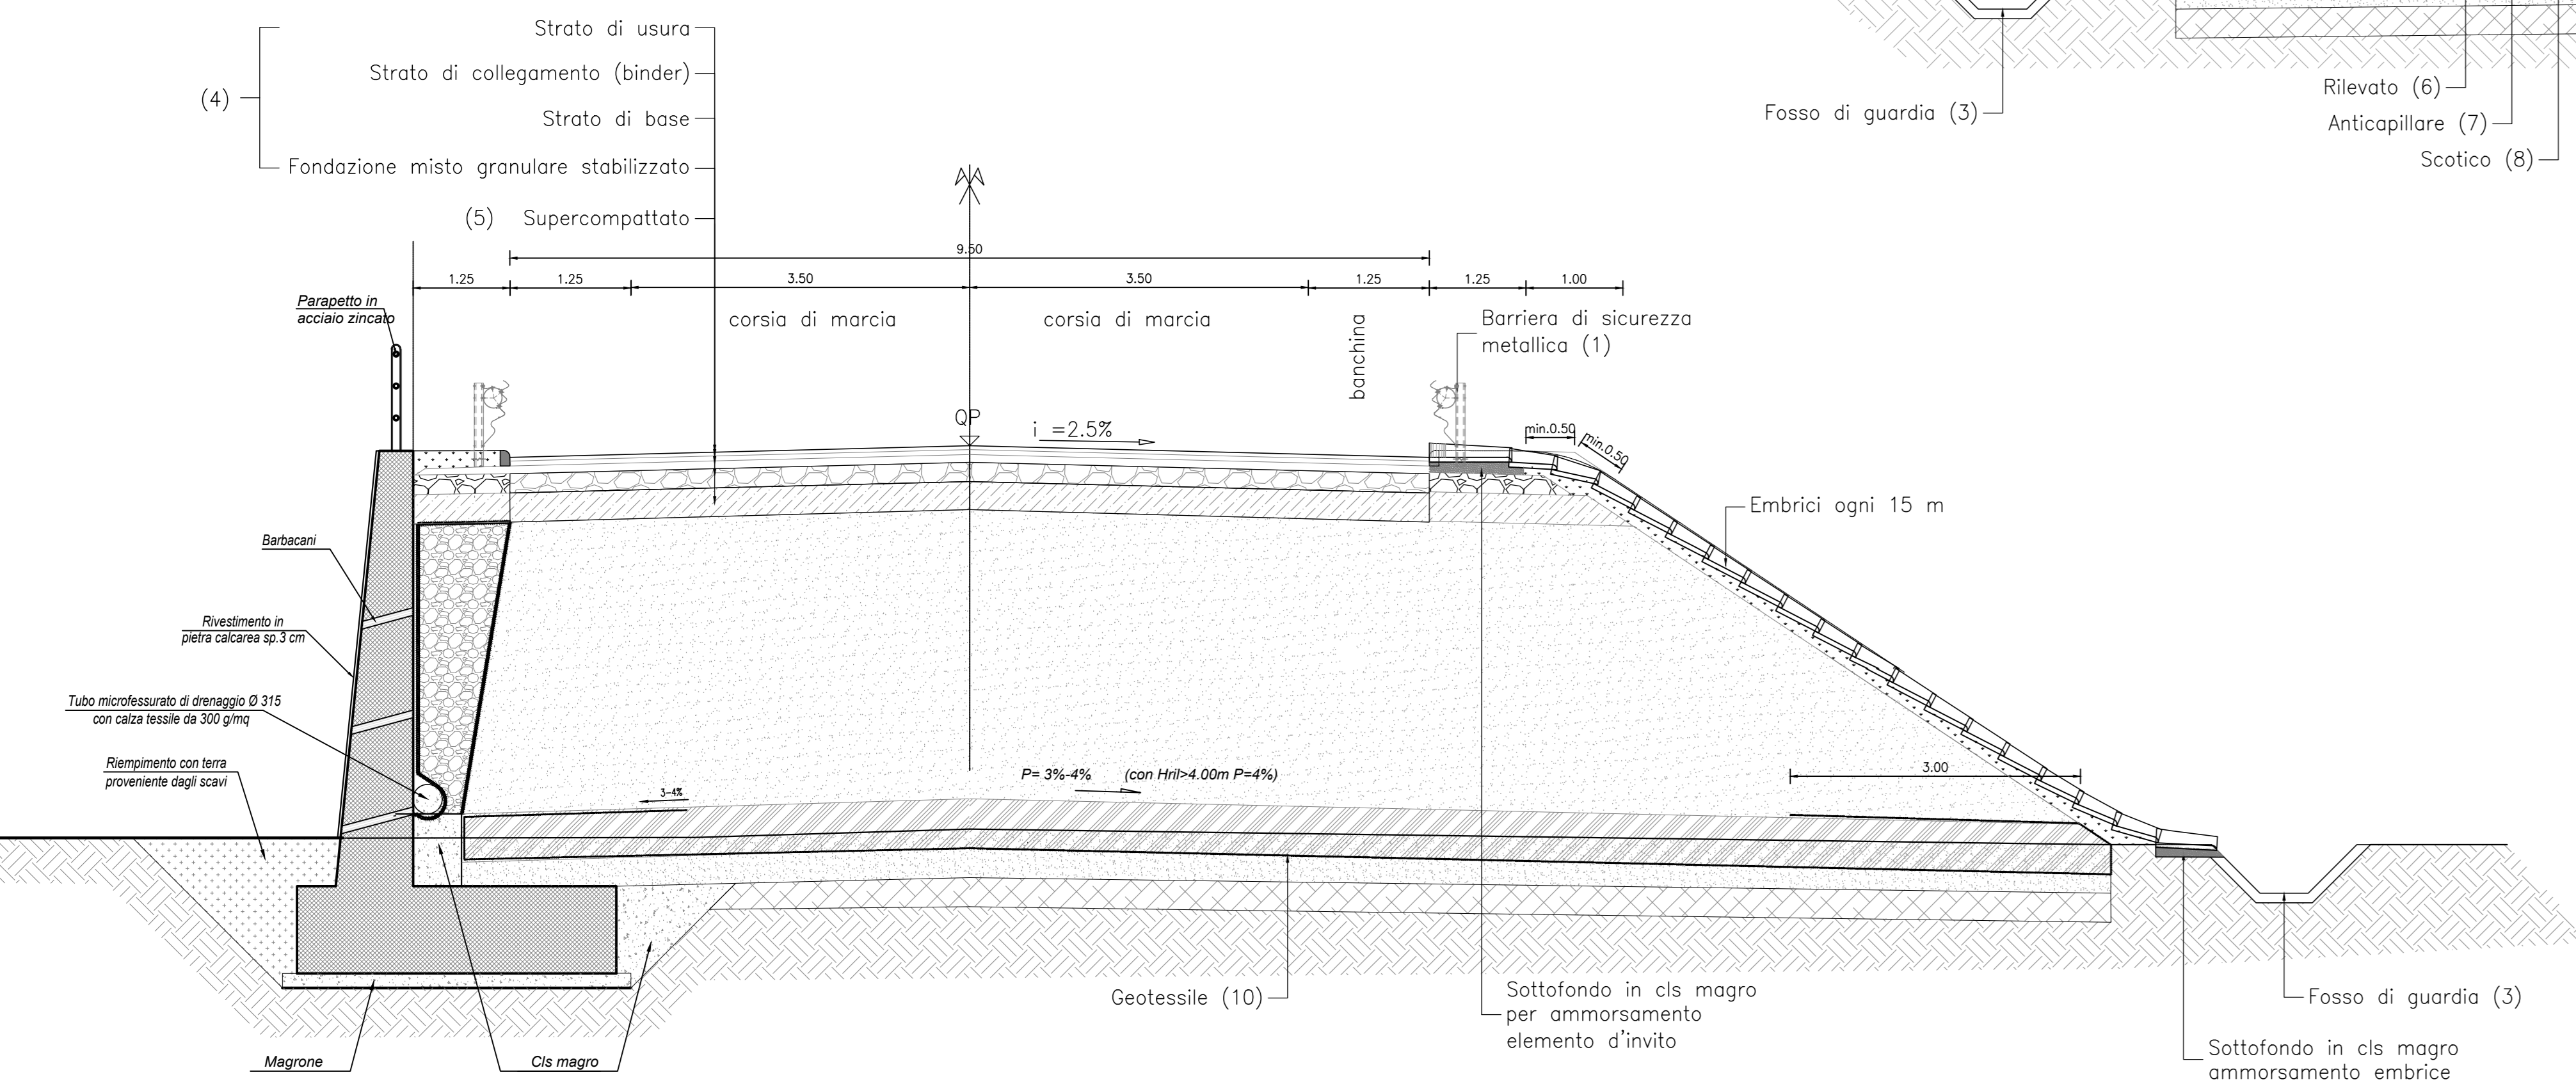 Strato di usura
Strato di collegamento (binder)
(4)
Strato di base
Fondazione misto granulare stabilizzato
(5) Supercompattato
Fosso di guardia (3)
Rilevato (6)
Anticapillare (7)
Scotico (8)
9.50
1.25 1.25 3.50 3.50 1.25 1.25 1.00
Parapetto in
acciaio zincato
corsia di marcia
corsia di marcia
banchina
Barriera di sicurezza
metallica (1)
QP
i =2.5%
min.0.50
min.0.50
Embrici ogni 15 m
Barbacani
Rivestimento in
pietra calcarea sp.3 cm
Tubo microfessurato di drenaggio Ø 315
con calza tessile da 300 g/mq
Riempimento con terra
proveniente dagli scavi
3-4%
P= 3%-4% (con Hril>4.00m P=4%)
3.00
Geotessile (10)
Sottofondo in cls magro
per ammorsamento
elemento d'invito
Fosso di guardia (3)
Sottofondo in cls magro
ammorsamento embrice
Magrone
Cls magro